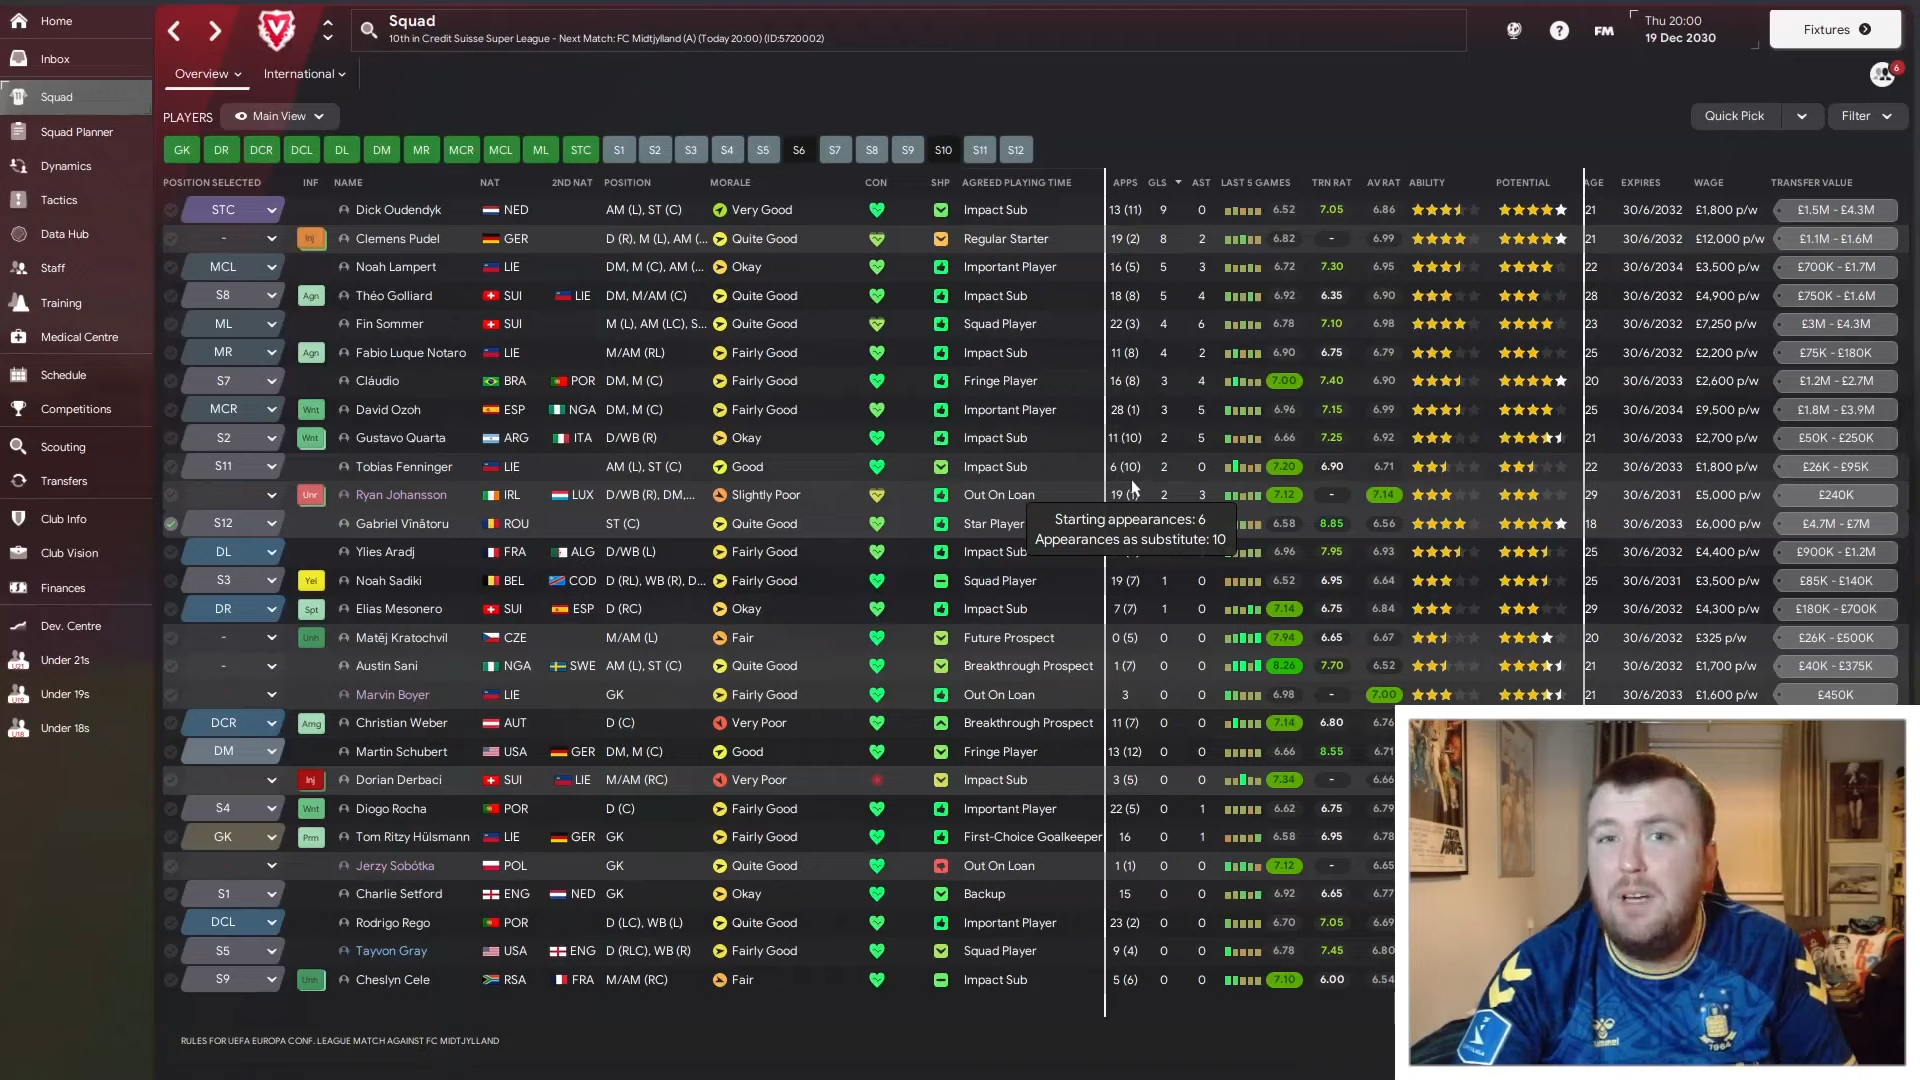 Home
Inbox
Squad
Squad Planner
Dynamics
Tactics
Data Hub
Staff
Training
Medical Centre
Schedule
Competitions
Scouting
Transfers
Club Info
Club Vision
Finances
Dev. Centre
Under 21s
Under 19s
Under 18s
Squad
10th in Credit Suisse Super League - Next Match: FC Midtjylland (A) (Today 20:00) (ID:5720002)
FM
Thu 20:00
19 Dec 2030
Fixtures
Overview International
6
PLAYERS Main View Quick Pick Filter
GK DR DCR DCL DL DM MR MCR MCL ML STC S1 S2 S3 S4 S5 S6 S7 S8 S9 S10 S11 S12
POSITION SELECTED INF NAME NAT 2ND NAT POSITION MORALE CON SHP AGREED PLAYING TIME APPS GLS AST LAST 5 GAMES TRN RAT AV RAT ABILITY POTENTIAL AGE EXPIRES WAGE TRANSFER VALUE
STC Dick Oudendyk NED AM (L), ST (C) Very Good Impact Sub 13 (11) 9 0 6.52 7.05 6.86 21 30/6/2032 £1,800 p/w £1.5M - £4.3M
- Inj Clemens Pudel GER D (R), M (L), AM (... Quite Good Regular Starter 19 (2) 8 2 6.82 - 6.99 21 30/6/2032 £12,000 p/w £1.1M - £1.6M
MCL Noah Lampert LIE DM, M (C), AM (... Okay Important Player 16 (5) 5 3 6.72 7.30 6.95 22 30/6/2034 £3,500 p/w £700K - £1.7M
S8 Agn Théo Golliard SUI LIE DM, M/AM (C) Quite Good Impact Sub 18 (8) 5 4 6.92 6.35 6.90 28 30/6/2032 £4,900 p/w £750K - £1.6M
ML Fin Sommer SUI M (L), AM (LC), S... Quite Good Squad Player 22 (3) 4 6 6.78 7.10 6.98 23 30/6/2032 £7,250 p/w £3M - £4.3M
MR Agn Fabio Luque Notaro LIE M/AM (RL) Fairly Good Impact Sub 11 (8) 4 2 6.90 6.75 6.79 25 30/6/2032 £2,200 p/w £75K - £180K
S7 Cláudio BRA POR DM, M (C) Fairly Good Fringe Player 16 (8) 3 4 7.00 7.40 6.90 20 30/6/2033 £2,600 p/w £1.2M - £2.7M
MCR Wnt David Ozoh ESP NGA DM, M (C) Fairly Good Important Player 28 (1) 3 5 6.96 7.15 6.99 25 30/6/2034 £9,500 p/w £1.8M - £3.9M
S2 Wnt Gustavo Quarta ARG ITA D/WB (R) Okay Impact Sub 11 (10) 2 5 6.66 7.25 6.92 21 30/6/2033 £2,700 p/w £50K - £250K
S11 Tobias Fenninger LIE AM (L), ST (C) Good Impact Sub 6 (10) 2 0 7.20 6.90 6.71 22 30/6/2033 £1,800 p/w £26K - £95K
Unr Ryan Johansson IRL LUX D/WB (R), DM,... Slightly Poor Out On Loan 19 (1) 2 3 7.12 - 7.14 29 30/6/2031 £5,000 p/w £240K
S12 Gabriel Vînătoru ROU ST (C) Quite Good Star Player 6.58 8.85 6.56 18 30/6/2033 £6,000 p/w £4.7M - £7M
Starting appearances: 6
Appearances as substitute: 10
DL Ylies Aradj FRA ALG D/WB (L) Fairly Good Impact Sub 6.96 7.95 6.93 25 30/6/2032 £4,400 p/w £900K - £1.2M
S3 Yel Noah Sadiki BEL COD D (RL), WB (R), D... Fairly Good Squad Player 19 (7) 1 0 6.52 6.95 6.64 25 30/6/2031 £3,500 p/w £85K - £140K
DR Spt Elias Mesonero SUI ESP D (RC) Okay Impact Sub 7 (7) 1 0 7.14 6.75 6.84 29 30/6/2032 £4,300 p/w £180K - £700K
- Unh Matěj Kratochvíl CZE M/AM (L) Fair Future Prospect 0 (5) 0 0 7.94 6.65 6.67 20 30/6/2032 £325 p/w £26K - £500K
- Austin Sani NGA SWE AM (L), ST (C) Quite Good Breakthrough Prospect 1 (7) 0 0 8.26 7.70 6.52 21 30/6/2032 £1,700 p/w £40K - £375K
Marvin Boyer LIE GK Fairly Good Out On Loan 3 0 0 6.98 - 7.00 21 30/6/2033 £1,600 p/w £450K
DCR Amg Christian Weber AUT D (C) Very Poor Breakthrough Prospect 11 (7) 0 0 7.14 6.80 6.76
DM Martin Schubert USA GER DM, M (C) Good Fringe Player 13 (12) 0 0 6.66 8.55 6.71
Inj Dorian Derbaci SUI LIE M/AM (RC) Very Poor Impact Sub 3 (5) 0 0 7.34 - 6.66
S4 Wnt Diogo Rocha POR D (C) Fairly Good Important Player 22 (5) 0 1 6.62 6.75 6.79
GK Prm Tom Ritzy Hülsmann LIE GER GK Fairly Good First-Choice Goalkeeper 16 0 1 6.58 6.95 6.78
Jerzy Sobótka POL GK Quite Good Out On Loan 1 (1) 0 0 7.12 - 6.65
S1 Charlie Setford ENG NED GK Okay Backup 15 0 0 6.92 6.65 6.77
DCL Rodrigo Rego POR D (LC), WB (L) Quite Good Important Player 23 (2) 0 0 6.70 7.05 6.69
S5 Tayvon Gray USA ENG D (RLC), WB (R) Fairly Good Squad Player 9 (4) 0 0 6.78 7.45 6.80
S9 Unh Cheslyn Cele RSA FRA M/AM (RC) Fair Impact Sub 5 (6) 0 0 7.10 6.00 6.54
RULES FOR UEFA EUROPA CONF. LEAGUE MATCH AGAINST FC MIDTJYLLAND
STAR
WARS
hummel
1964